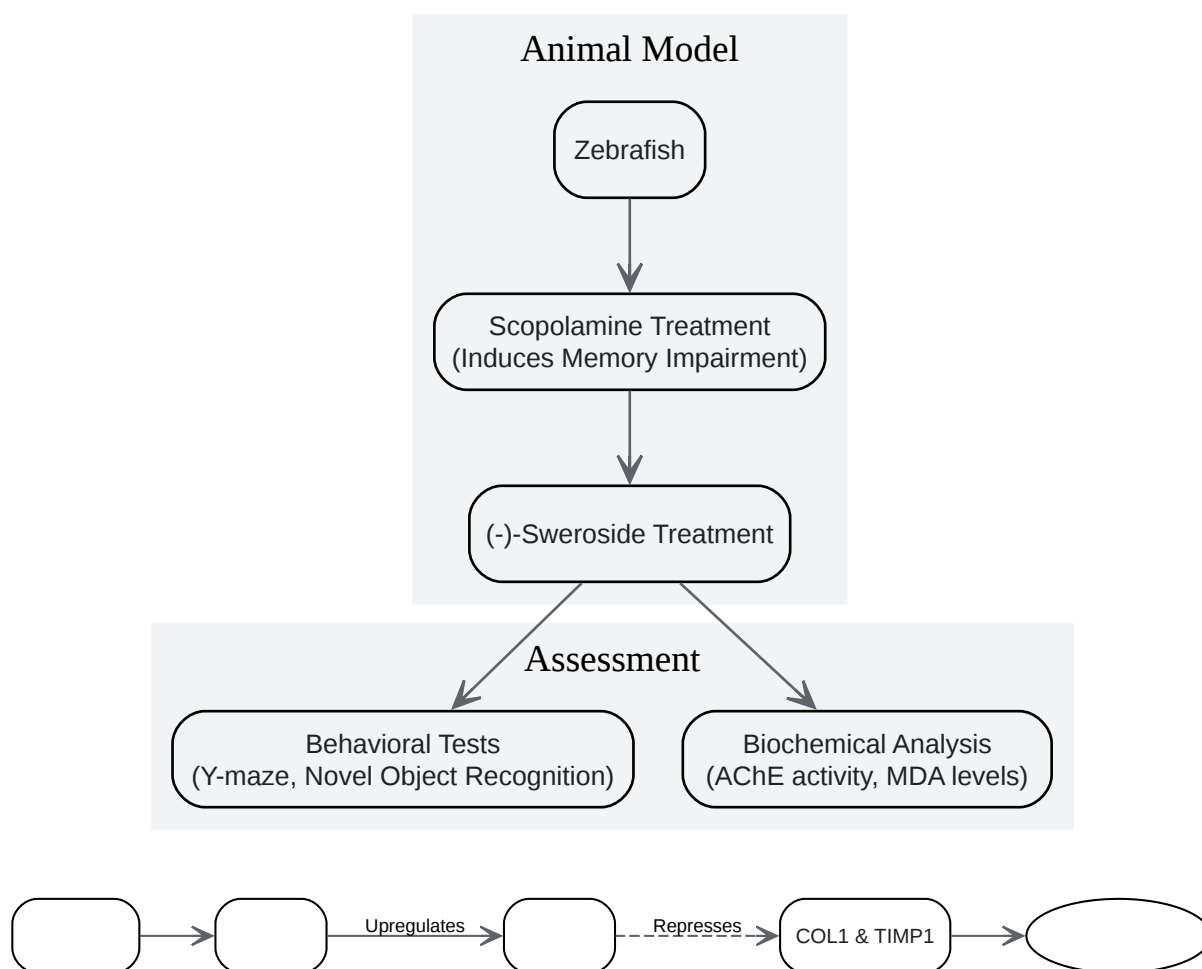 Animal Model
Zebrafish
Scopolamine Treatment
(Induces Memory Impairment)
(-)-Sweroside Treatment
Assessment
Behavioral Tests
(Y-maze, Novel Object Recognition)
Biochemical Analysis
(AChE activity, MDA levels)
Upregulates
Represses
COL1 & TIMP1